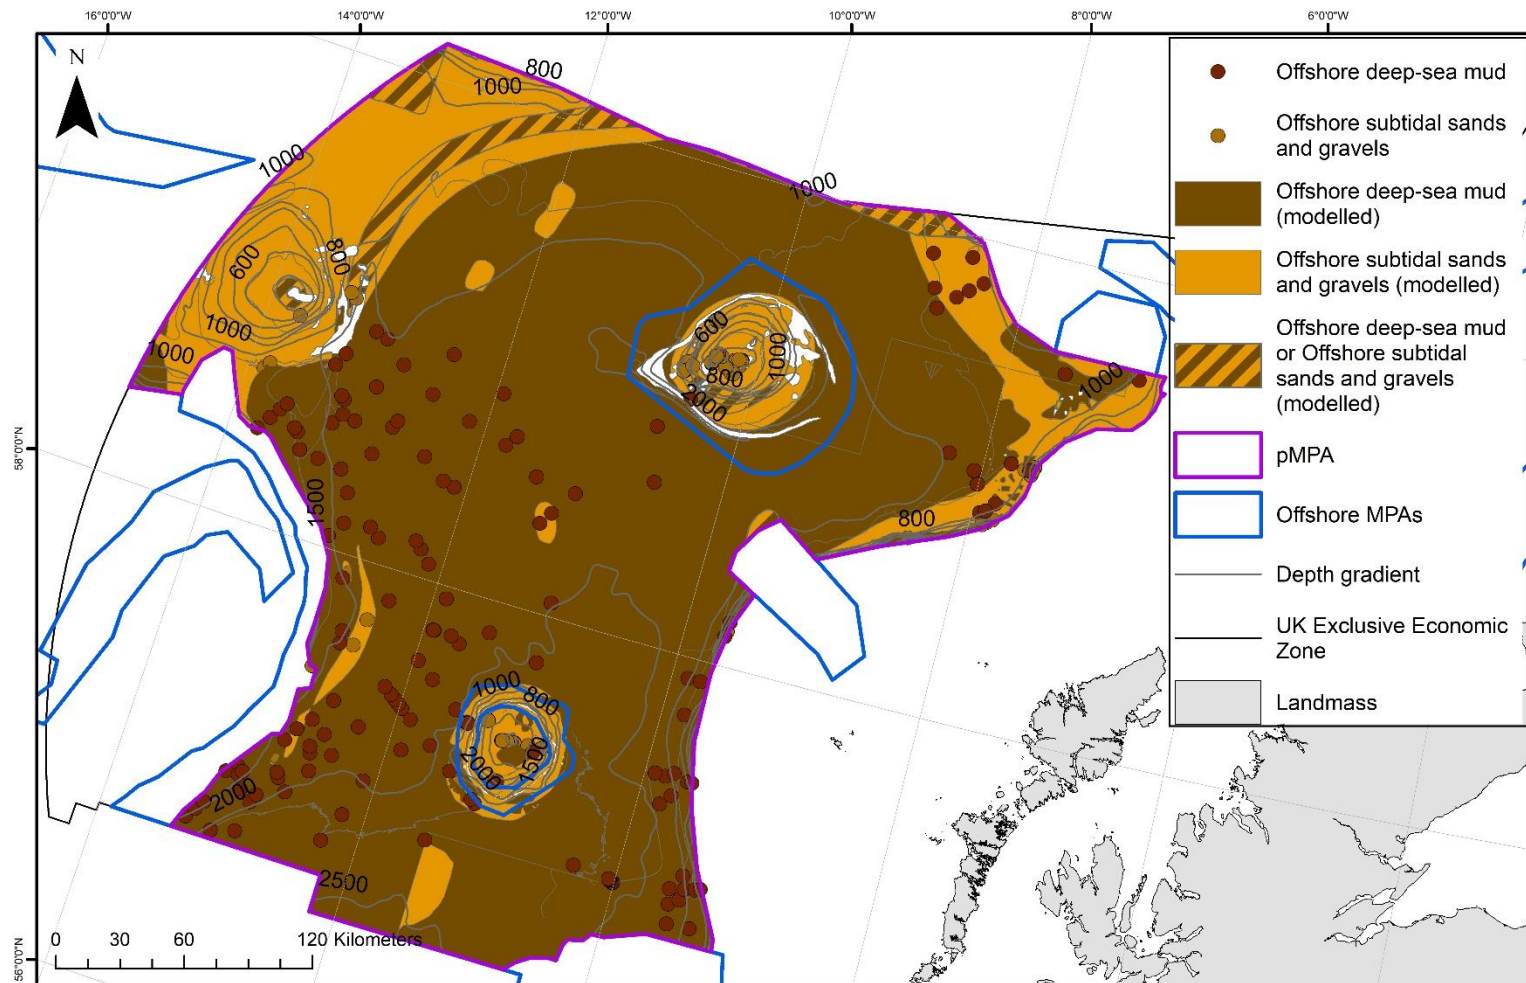 16°0'0"W
14°0'0"W
12°0'0"W
10°0'0"W
8°0'0"W
6°0'0"W
N
800
1000
1000
1000
600
800
1000
1000
600
1000
800
2000
1000
800
58°0'0"N
1500
1000
800
2000
1500
2000
2500
56°0'0"N
0 30 60 120 Kilometers
Offshore deep-sea mud
Offshore subtidal sands
and gravels
Offshore deep-sea mud
(modelled)
Offshore subtidal sands
and gravels (modelled)
Offshore deep-sea mud
or Offshore subtidal
sands and gravels
(modelled)
pMPA
Offshore MPAs
Depth gradient
UK Exclusive Economic
Zone
Landmass